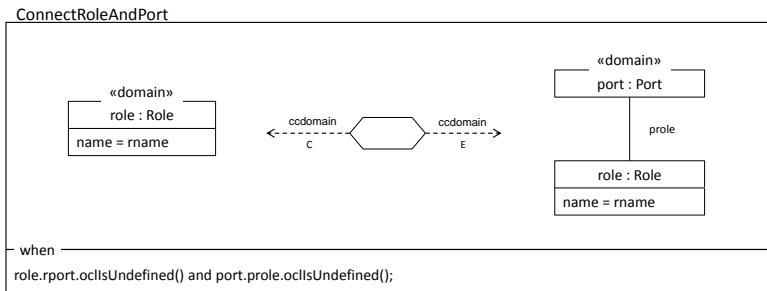 ConnectRoleAndPort
«domain»
role : Role
name = rname
ccdomain
C
ccdomain
E
«domain»
port : Port
prole
role : Role
name = rname
when
role.rport.oclIsUndefined() and port.prole.oclIsUndefined();